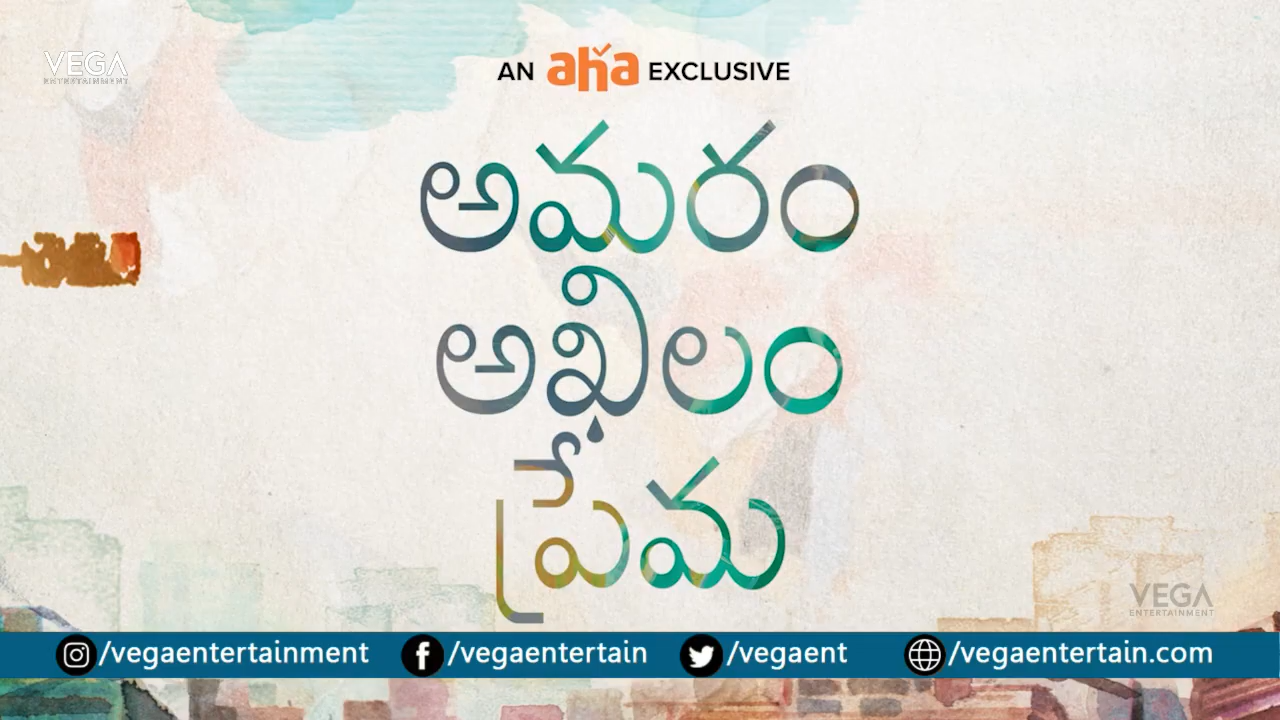 VEGA
ENTERTAINMENT
AN aha EXCLUSIVE
అమరం
అఖిలం
ప్రేమ
VEGA
ENTERTAINMENT
/vegaentertainment /vegaentertain /vegaent /vegaentertain.com